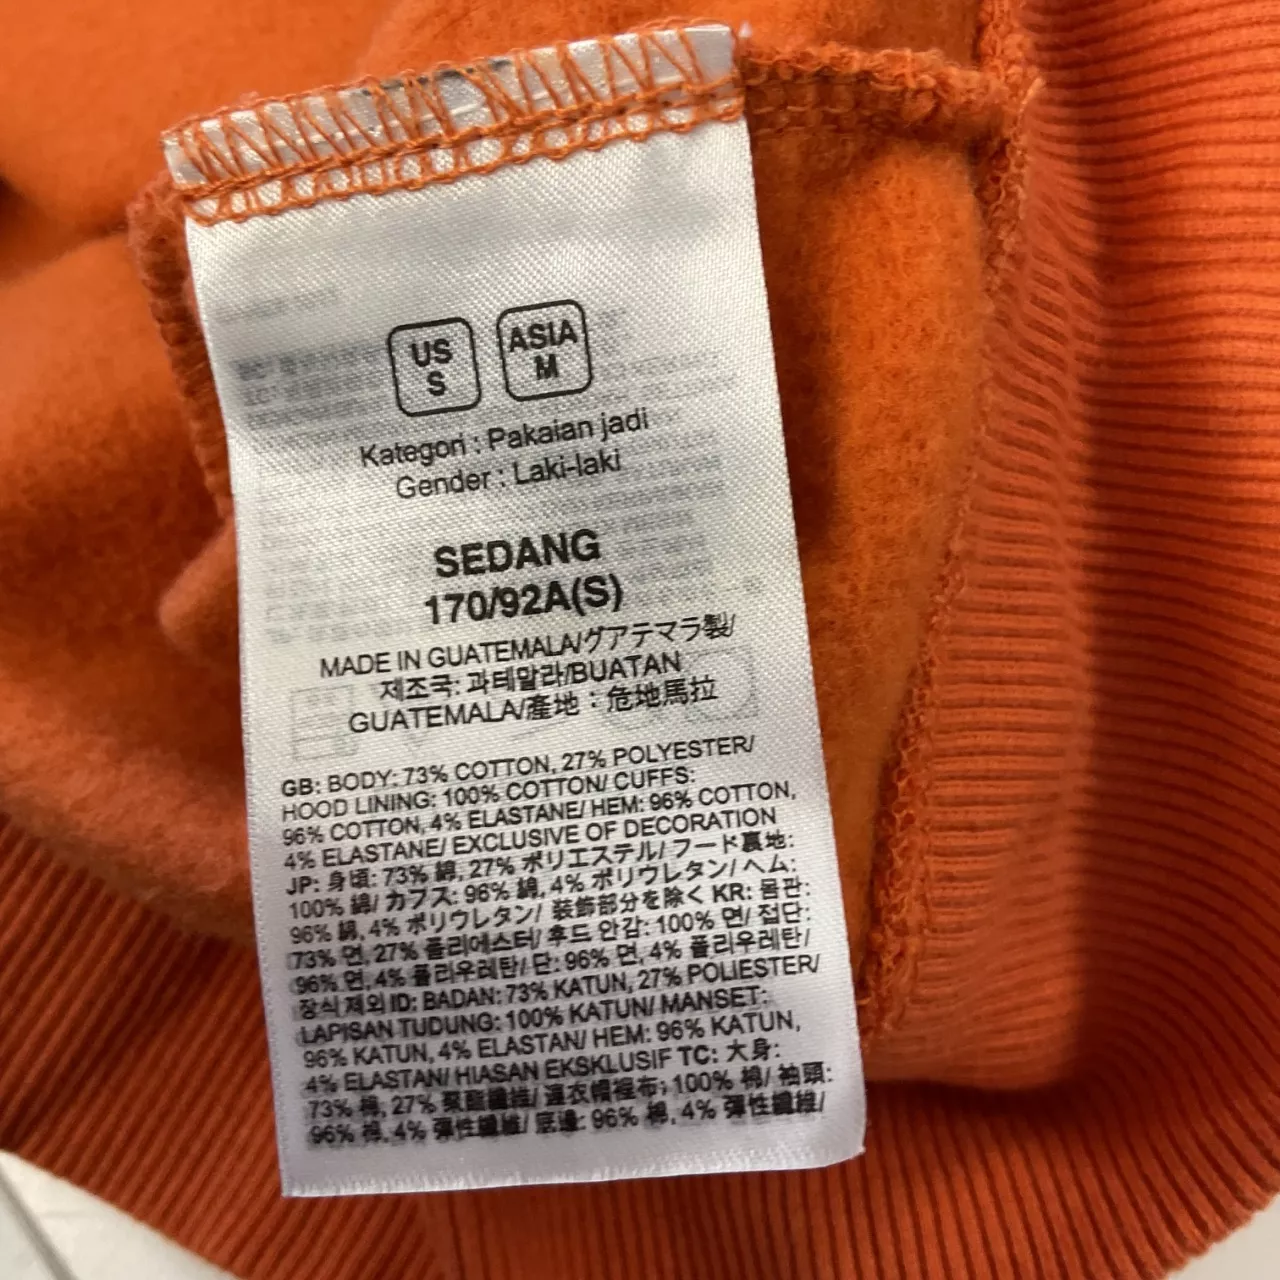 US
S
ASIA
M
Kategori : Pakaian jadi
Gender : Laki-laki
SEDANG
170/92A(S)
MADE IN GUATEMALA/グアテマラ製/
제조국: 과테말라/BUATAN
GUATEMALA/產地：危地馬拉
GB: BODY: 73% COTTON, 27% POLYESTER/
HOOD LINING: 100% COTTON/ CUFFS:
96% COTTON, 4% ELASTANE/ HEM: 96% COTTON,
4% ELASTANE/ EXCLUSIVE OF DECORATION
JP: 身頃: 73% 綿, 27% ポリエステル/ フード裏地:
100% 綿/ カフス: 96% 綿, 4% ポリウレタン/ ヘム:
96% 綿, 4% ポリウレタン/ 装飾部分を除く KR: 몸판:
73% 면, 27% 폴리에스터/ 후드 안감: 100% 면/ 접단:
96% 면, 4% 폴리우레탄/ 단: 96% 면, 4% 폴리우레탄/
장식 제외 ID: BADAN: 73% KATUN, 27% POLIESTER/
LAPISAN TUDUNG: 100% KATUN/ MANSET:
96% KATUN, 4% ELASTAN/ HEM: 96% KATUN,
4% ELASTAN/ HIASAN EKSKLUSIF TC: 大身:
73% 棉, 27% 聚酯纖維/ 連衣帽裡布: 100% 棉/ 袖頭:
96% 棉, 4% 彈性纖維/ 底邊: 96% 棉, 4% 彈性纖維/